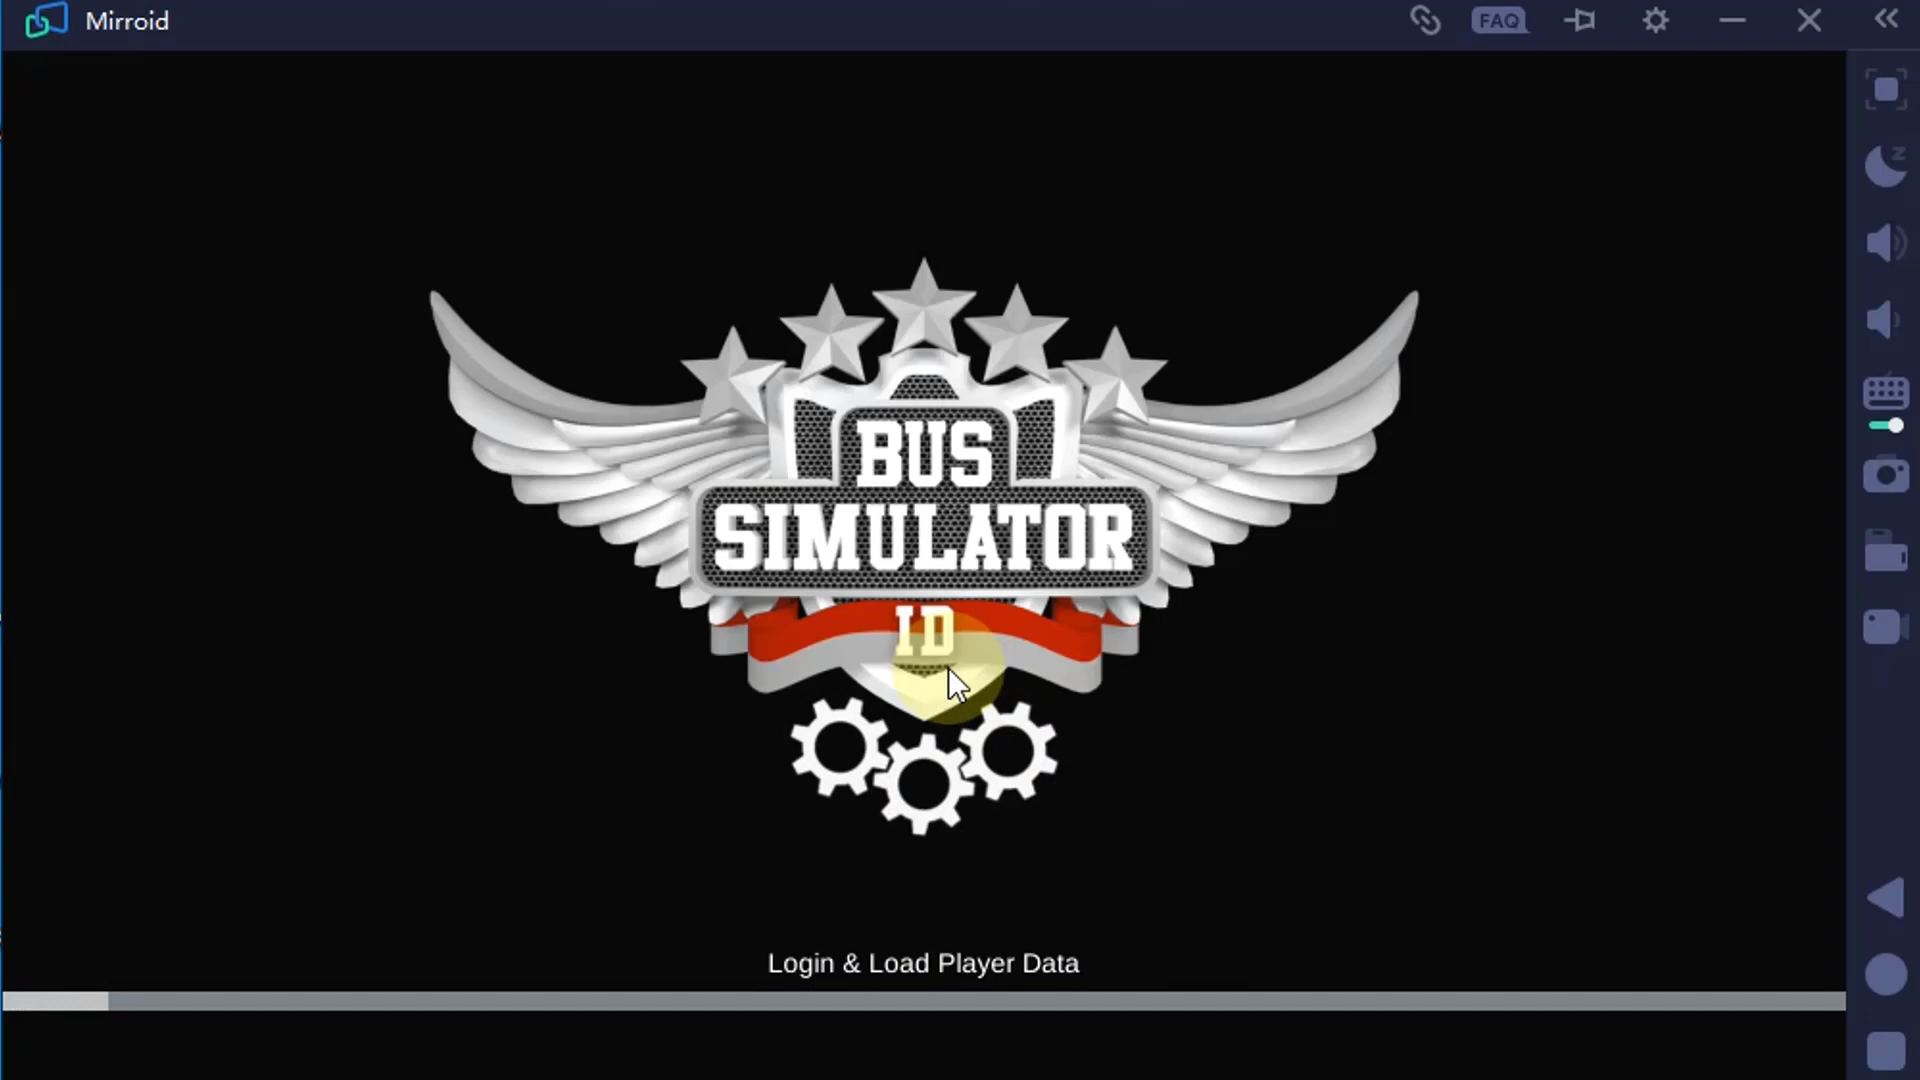 Mirroid
FAQ
BUS
SIMULATOR
ID
Login & Load Player Data